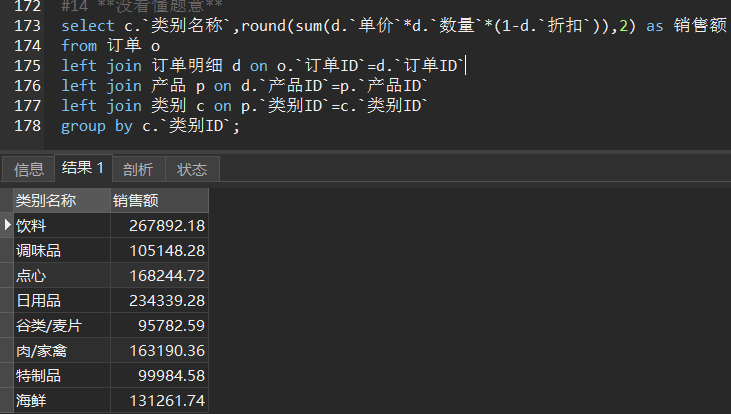 172 #14 **没看懂题意**
173 select c.`类别名称`,round(sum(d.`单价`*d.`数量`*(1-d.`折扣`)),2) as 销售额
174 from 订单 o
175 left join 订单明细 d on o.`订单ID`=d.`订单ID`
176 left join 产品 p on d.`产品ID`=p.`产品ID`
177 left join 类别 c on p.`类别ID`=c.`类别ID`
178 group by c.`类别ID`;
信息 结果 1 剖析 状态
类别名称 销售额
饮料 267892.18
调味品 105148.28
点心 168244.72
日用品 234339.28
谷类/麦片 95782.59
肉/家禽 163190.36
特制品 99984.58
海鲜 131261.74